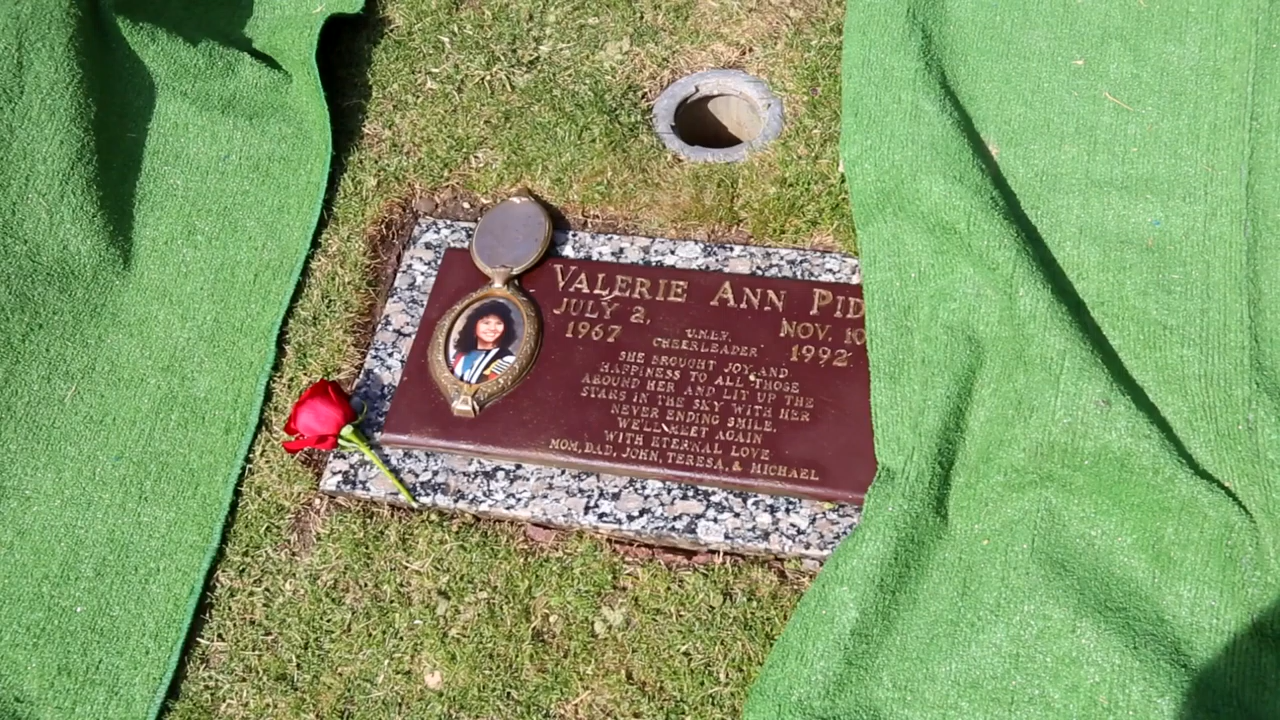 VALERIE ANN PID
JULY 2, 1967
NOV. 10 1992
U.N.L.V.
CHEERLEADER
SHE BROUGHT JOY AND
HAPPINESS TO ALL THOSE
AROUND HER AND LIT UP THE
STARS IN THE SKY WITH HER
NEVER ENDING SMILE.
WE'LL MEET AGAIN
WITH ETERNAL LOVE
MOM, DAD, JOHN, TERESA, & MICHAEL